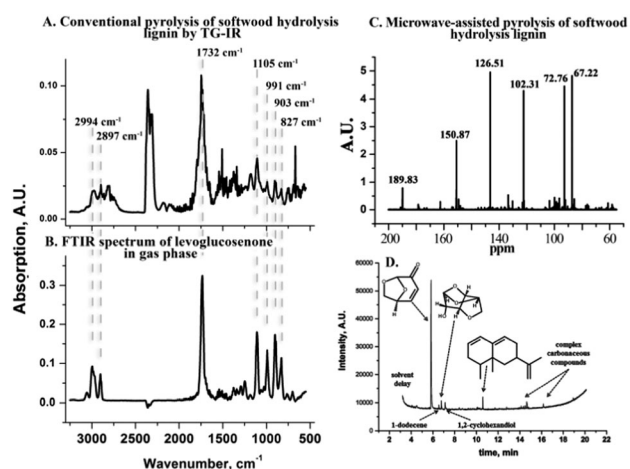 A. Conventional pyrolysis of softwood hydrolysis
lignin by TG-IR
1732 cm-1
1105 cm-1
991 cm-1
903 cm-1
827 cm-1
2994 cm-1
2897 cm-1
0.10
0.05
0.00
B. FTIR spectrum of levoglucosenone
in gas phase
0.3
0.2
0.1
0.0
Absorption, A.U.
3000 2500 2000 1500 1000 500
Wavenumber, cm-1
C. Microwave-assisted pyrolysis of softwood
hydrolysis lignin
126.51
102.31
72.76
67.22
150.87
189.83
A.U.
5
4
3
2
1
0
200 160 140 100 60
ppm
D.
60000
50000
40000
30000
20000
10000
0
Intensity, A.U.
O
O
O
H
H
H
H
H
HO
O
O
O
solvent
delay
complex
carbonaceous
compounds
1-dodecene
1,2-cyclohexandiol
2 4 6 8 10 12 14 16 18 20 22
time, min